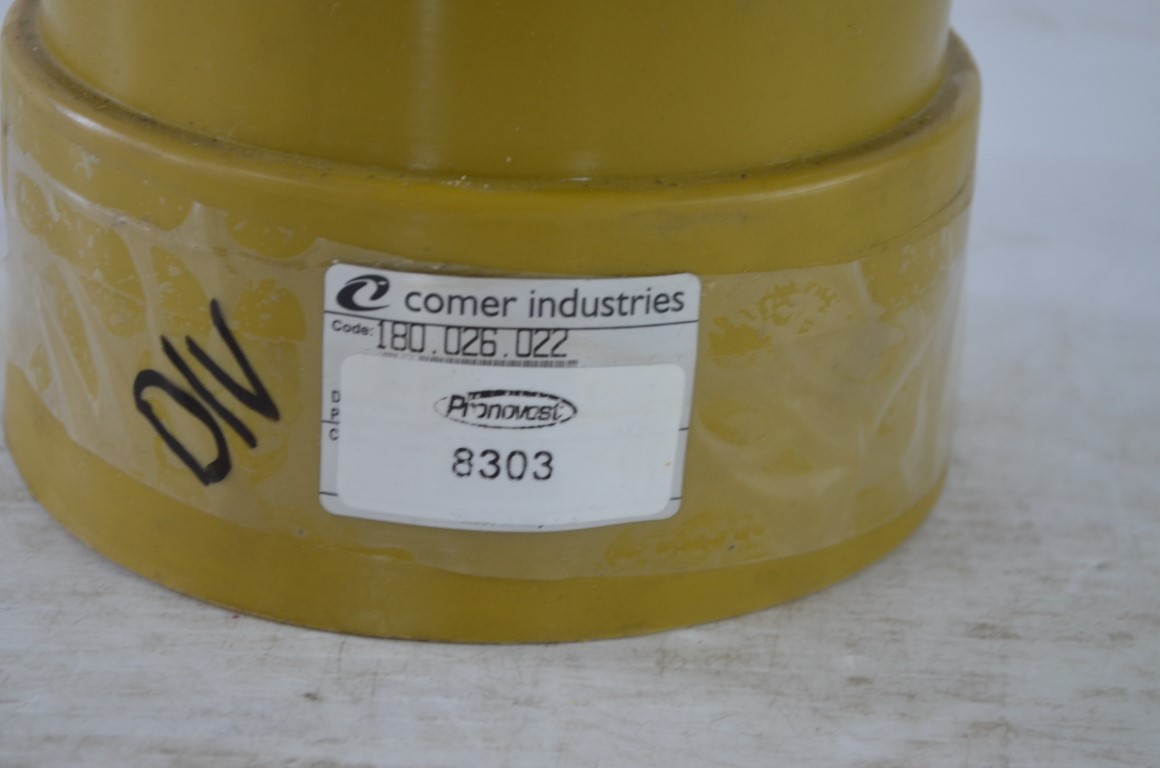 comer industries
Code: 180.026.022
D
P
C
Pronovost
8303
DIV